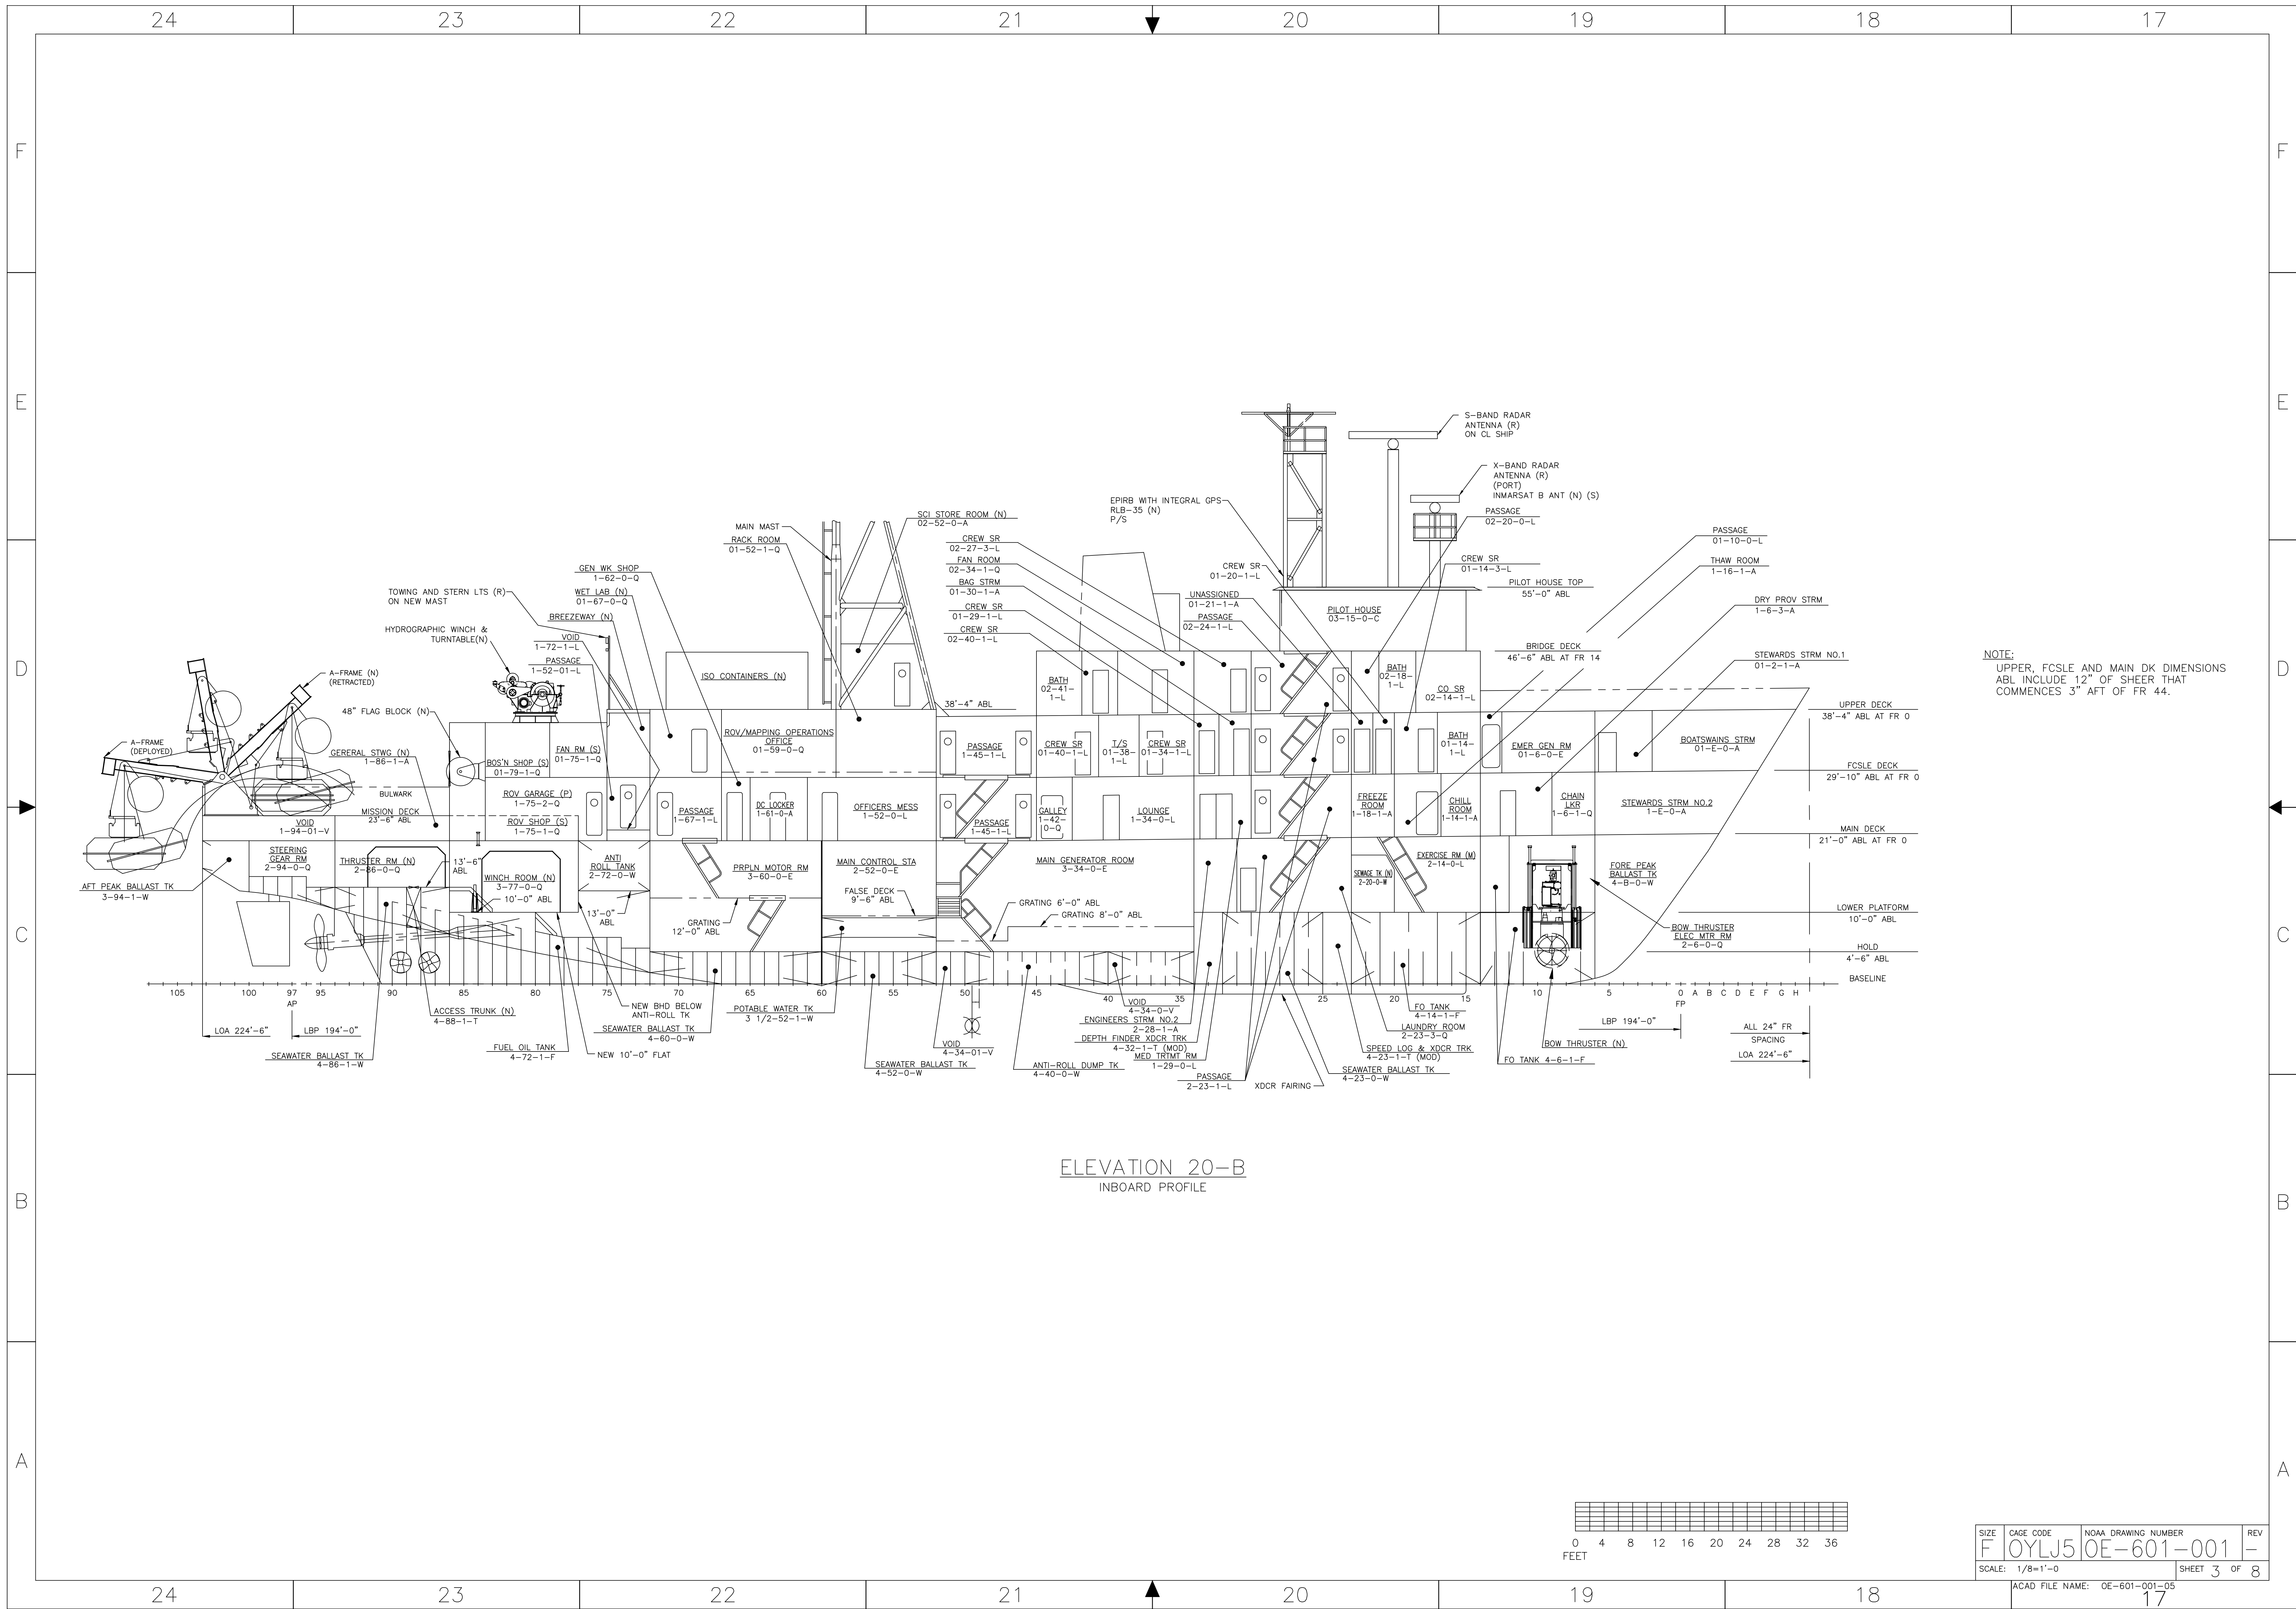 24 23 22 21 20 19 18 17
F
F
E
E
D
D
C
C
B
B
A
A
S-BAND RADAR
ANTENNA (R)
ON CL SHIP
X-BAND RADAR
ANTENNA (R)
(PORT)
INMARSAT B ANT (N) (S)
EPIRB WITH INTEGRAL GPS
RLB-35 (N)
P/S
PASSAGE
02-20-0-L
SCI STORE ROOM (N)
02-52-0-A
MAIN MAST
RACK ROOM
01-52-1-Q
CREW SR
02-27-3-L
FAN ROOM
02-34-1-Q
BAG STRM
01-30-1-A
CREW SR
01-29-1-L
CREW SR
02-40-1-L
CREW SR
01-20-1-L
UNASSIGNED
01-21-1-A
PASSAGE
02-24-1-L
CREW SR
01-14-3-L
PILOT HOUSE TOP
55'-0" ABL
PASSAGE
01-10-0-L
THAW ROOM
1-16-1-A
DRY PROV STRM
1-6-3-A
BRIDGE DECK
46'-6" ABL AT FR 14
STEWARDS STRM NO.1
01-2-1-A
GEN WK SHOP
1-62-0-Q
WET LAB (N)
01-67-0-Q
BREEZEWAY (N)
VOID
1-72-1-L
PASSAGE
1-52-01-L
TOWING AND STERN LTS (R)
ON NEW MAST
HYDROGRAPHIC WINCH &
TURNTABLE(N)
A-FRAME (N)
(RETRACTED)
48" FLAG BLOCK (N)
A-FRAME
(DEPLOYED)
GERERAL STWG (N)
1-86-1-A
BULWARK
MISSION DECK
23'-6" ABL
NOTE:
UPPER, FCSLE AND MAIN DK DIMENSIONS
ABL INCLUDE 12" OF SHEER THAT
COMMENCES 3" AFT OF FR 44.
PILOT HOUSE
03-15-0-C
ISO CONTAINERS (N)
38'-4" ABL
BATH
02-41-
1-L
BATH
02-18-
1-L
CO SR
02-14-1-L
UPPER DECK
38'-4" ABL AT FR 0
BOS'N SHOP (S)
01-79-1-Q
FAN RM (S)
01-75-1-Q
ROV/MAPPING OPERATIONS
OFFICE
01-59-0-Q
PASSAGE
1-45-1-L
CREW SR
01-40-1-L
T/S
01-38-
1-L
CREW SR
01-34-1-L
BATH
01-14-
1-L
EMER GEN RM
01-6-0-E
BOATSWAINS STRM
01-E-0-A
FCSLE DECK
29'-10" ABL AT FR 0
ROV GARAGE (P)
1-75-2-Q
ROV SHOP (S)
1-75-1-Q
PASSAGE
1-67-1-L
DC LOCKER
1-61-0-A
OFFICERS MESS
1-52-0-L
PASSAGE
1-45-1-L
GALLEY
1-42-
0-Q
LOUNGE
1-34-0-L
FREEZE
ROOM
1-18-1-A
CHILL
ROOM
1-14-1-A
CHAIN
LKR
1-6-1-Q
STEWARDS STRM NO.2
1-E-0-A
MAIN DECK
21'-0" ABL AT FR 0
VOID
1-94-01-V
STEERING
GEAR RM
2-94-0-Q
THRUSTER RM (N)
2-86-0-Q
13'-6"
ABL
WINCH ROOM (N)
3-77-0-Q
10'-0" ABL
ANTI
ROLL TANK
2-72-0-W
13'-0"
ABL
PRPLN MOTOR RM
3-60-0-E
GRATING
12'-0" ABL
MAIN CONTROL STA
2-52-0-E
FALSE DECK
9'-6" ABL
MAIN GENERATOR ROOM
3-34-0-E
GRATING 6'-0" ABL
GRATING 8'-0" ABL
SEWAGE TK (N)
2-20-0-W
EXERCISE RM (M)
2-14-0-L
FORE PEAK
BALLAST TK
4-B-0-W
AFT PEAK BALLAST TK
3-94-1-W
LOWER PLATFORM
10'-0" ABL
BOW THRUSTER
ELEC MTR RM
2-6-0-Q
HOLD
4'-6" ABL
BASELINE
105 100 97 95 90 85 80 75 70 65 60 55 50 45 40 35 25 20 15 10 5 0 A B C D E F G H
AP
FP
LOA 224'-6"
LBP 194'-0"
SEAWATER BALLAST TK
4-86-1-W
ACCESS TRUNK (N)
4-88-1-T
FUEL OIL TANK
4-72-1-F
NEW 10'-0" FLAT
NEW BHD BELOW
ANTI-ROLL TK
SEAWATER BALLAST TK
4-60-0-W
POTABLE WATER TK
3 1/2-52-1-W
SEAWATER BALLAST TK
4-52-0-W
VOID
4-34-01-V
ANTI-ROLL DUMP TK
4-40-0-W
VOID
4-34-0-V
ENGINEERS STRM NO.2
2-28-1-A
DEPTH FINDER XDCR TRK
4-32-1-T (MOD)
MED TRTMT RM
1-29-0-L
PASSAGE
2-23-1-L
XDCR FAIRING
SEAWATER BALLAST TK
4-23-0-W
SPEED LOG & XDCR TRK
4-23-1-T (MOD)
LAUNDRY ROOM
2-23-3-Q
FO TANK
4-14-1-F
FO TANK 4-6-1-F
BOW THRUSTER (N)
LBP 194'-0"
ALL 24" FR
SPACING
LOA 224'-6"
ELEVATION 20-B
INBOARD PROFILE
0 4 8 12 16 20 24 28 32 36
FEET
SIZE CAGE CODE NOAA DRAWING NUMBER REV
F 0YLJ5 OE-601-001 -
SCALE: 1/8=1'-0 SHEET 3 OF 8
ACAD FILE NAME: OE-601-001-05
24 23 22 21 20 19 18 17